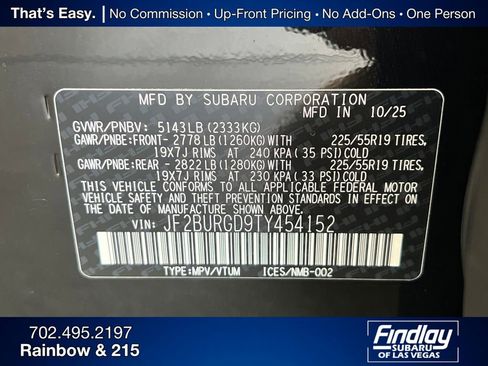 That's Easy. | No Commission • Up-Front Pricing • No Add-Ons • One Person
MFD BY SUBARU CORPORATION
MFD IN 10/25
GVWR/PNBV: 5143LB(2333KG)
GAWR/PNBE:FRONT-2778LB(1260KG)WITH 225/55R19 TIRES,
19X7J RIMS AT 240 KPA(35 PSI)COLD
GAWR/PNBE:REAR -2822LB(1280KG)WITH 225/55R19 TIRES,
19X7J RIMS AT 230 KPA(33 PSI)COLD
THIS VEHICLE CONFORMS TO ALL APPLICABLE FEDERAL MOTOR
VEHICLE SAFETY STANDARDS IN EFFECT ON THE DATE OF
MANUFACTURE SHOWN ABOVE.
VIN: JF2BURGD9TY454152
TYPE:MPV/VTUM ICES/NMB-002
702.495.2197
Rainbow & 215
Findlay
SUBARU
OF LAS VEGAS